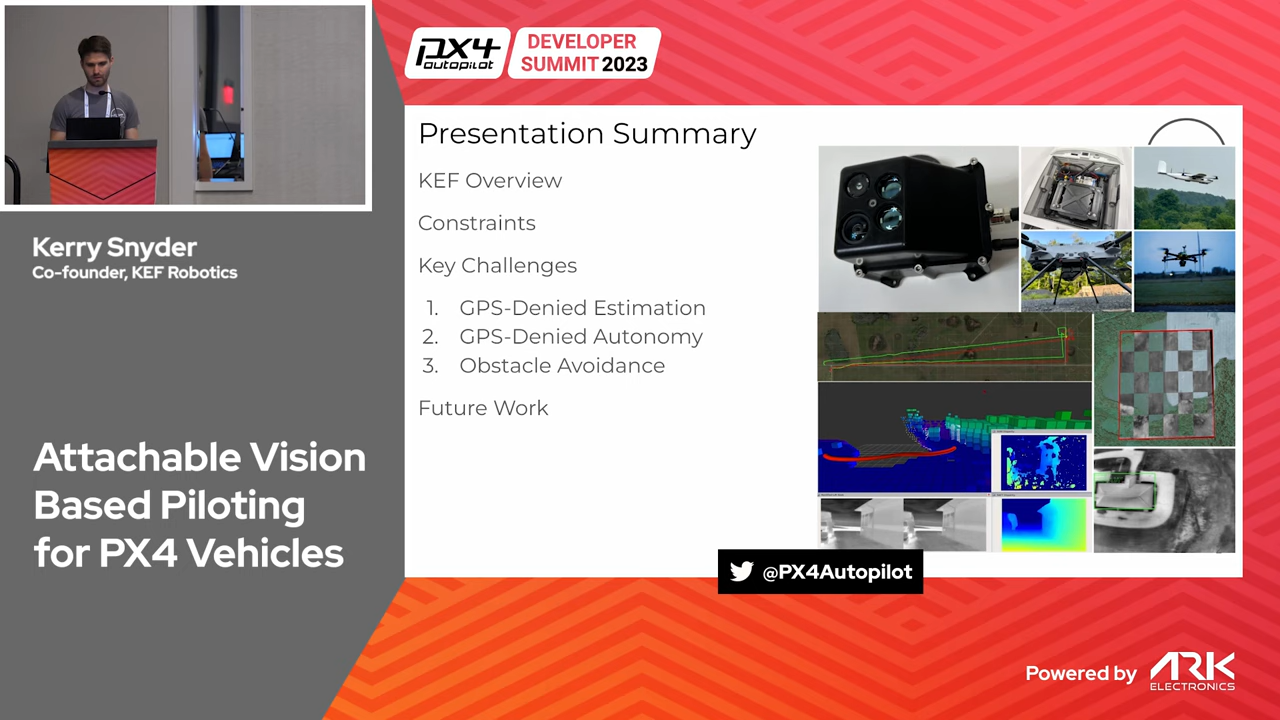 px4
autopilot
DEVELOPER
SUMMIT 2023
Presentation Summary
KEF Overview
Constraints
Key Challenges
1. GPS-Denied Estimation
2. GPS-Denied Autonomy
3. Obstacle Avoidance
Future Work
Kerry Snyder
Co-founder, KEF Robotics
Attachable Vision
Based Piloting
for PX4 Vehicles
@PX4Autopilot
Powered by
ARK
ELECTRONICS